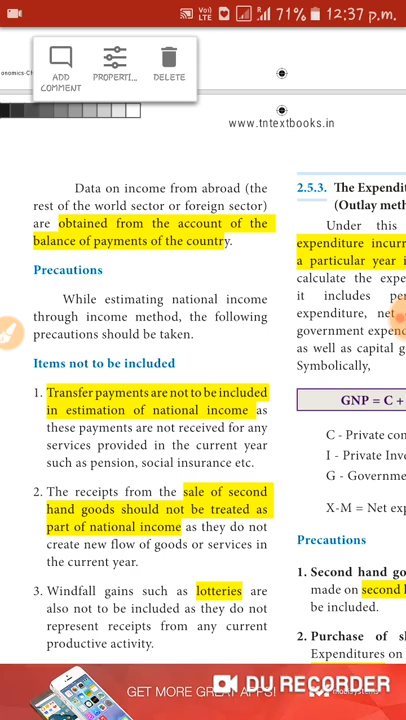 Vo)
LTE
R
71%
12:37 p.m.
ADD
COMMENT
PROPERTI...
DELETE
onomics-Ch
www.tntextbooks.in
Data on income from abroad (the
rest of the world sector or foreign sector)
are obtained from the account of the
balance of payments of the country.
Precautions
While estimating national income
through income method, the following
precautions should be taken.
Items not to be included
1. Transfer payments are not to be included
in estimation of national income as
these payments are not received for any
services provided in the current year
such as pension, social insurance etc.
2. The receipts from the sale of second
hand goods should not be treated as
part of national income as they do not
create new flow of goods or services in
the current year.
3. Windfall gains such as lotteries are
also not to be included as they do not
represent receipts from any current
productive activity.
2.5.3. The Expendit
(Outlay meth
Under this
expenditure incurr
a particular year i
calculate the expe
it includes per
expenditure, net
government expend
as well as capital g
Symbolically,
GNP = C +
C - Private con
I - Private Inve
G - Governme
X-M = Net exp
Precautions
1. Second hand go
made on second h
be included.
2. Purchase of sh
Expenditures on
GET MORE GREAT APPS!
DU RECORDER